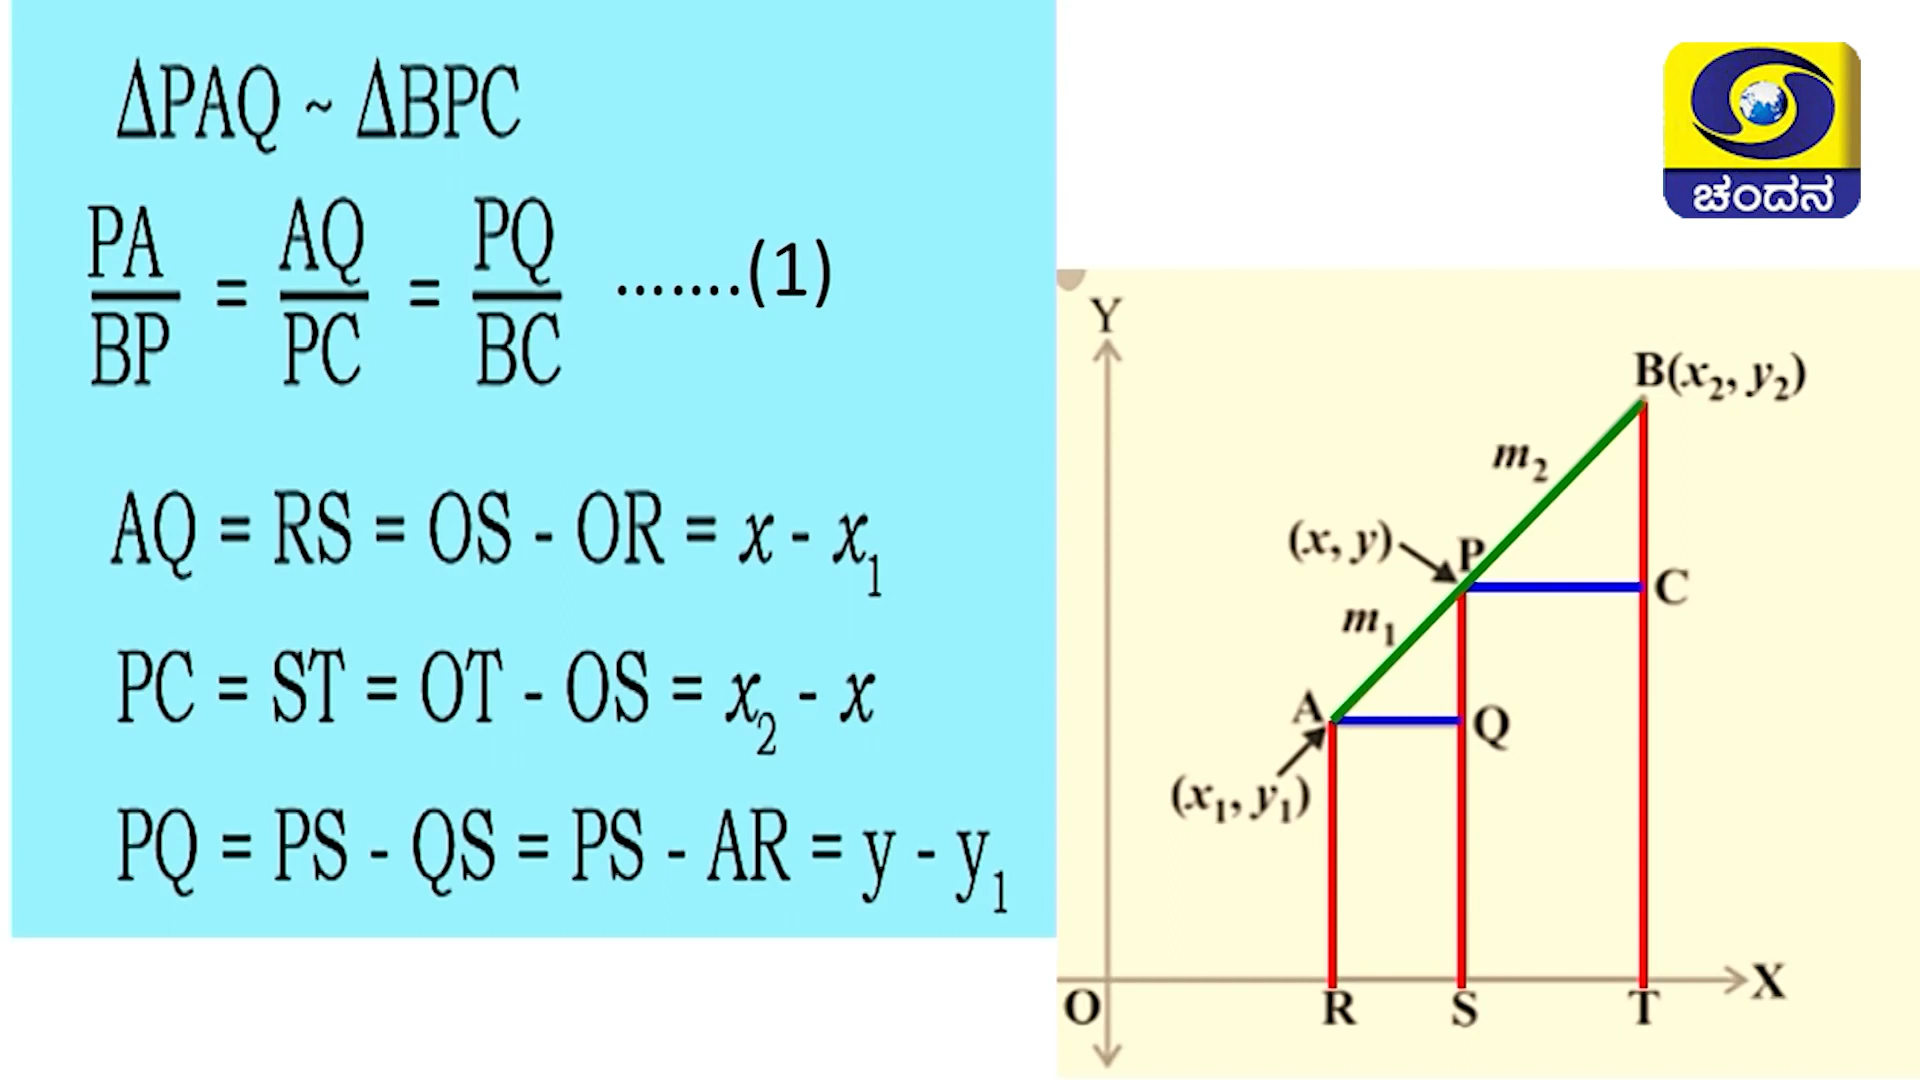 ΔPAQ ~ ΔBPC
PA/BP = AQ/PC = PQ/BC .......(1)
AQ = RS = OS - OR = x - x₁
PC = ST = OT - OS = x₂ - x
PQ = PS - QS = PS - AR = y - y₁
ಚಂದನ
Y
B(x₂, y₂)
m₂
(x, y)
P
C
m₁
A
Q
(x₁, y₁)
X
O
R
S
T